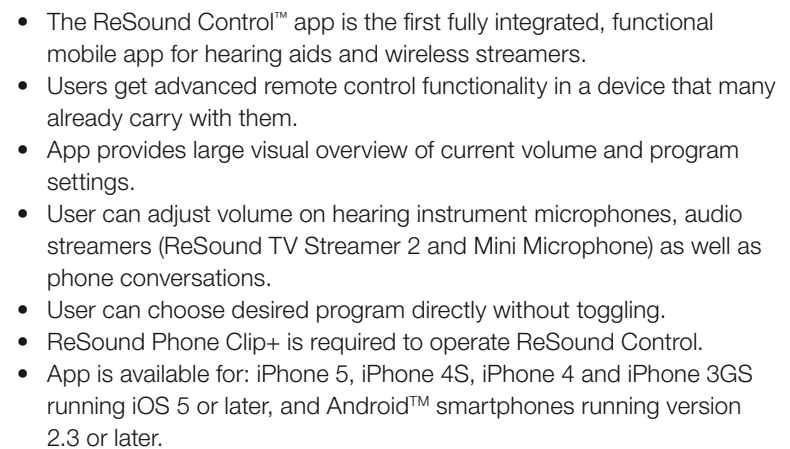 • The ReSound Control™ app is the first fully integrated, functional
mobile app for hearing aids and wireless streamers.
• Users get advanced remote control functionality in a device that many
already carry with them.
• App provides large visual overview of current volume and program
settings.
• User can adjust volume on hearing instrument microphones, audio
streamers (ReSound TV Streamer 2 and Mini Microphone) as well as
phone conversations.
• User can choose desired program directly without toggling.
• ReSound Phone Clip+ is required to operate ReSound Control.
• App is available for: iPhone 5, iPhone 4S, iPhone 4 and iPhone 3GS
running iOS 5 or later, and Android™ smartphones running version
2.3 or later.